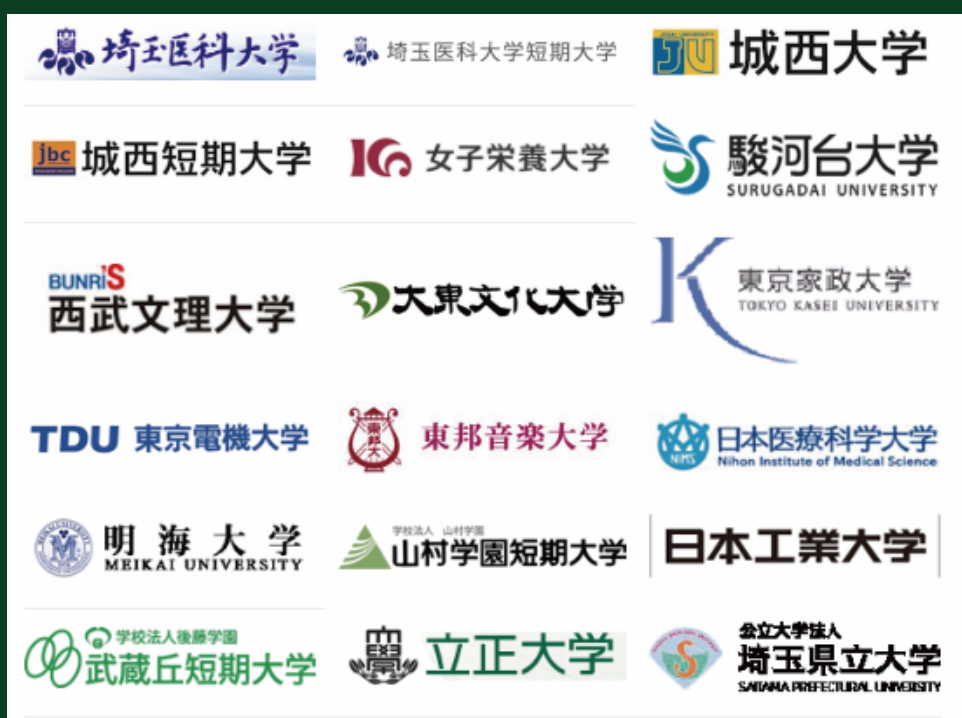 埼玉医科大学
埼玉医科大学短期大学
JU 城西大学
jbc 城西短期大学
女子栄養大学
駿河台大学
SURUGADAI UNIVERSITY
BUNRiS
西武文理大学
大東文化大学
東京家政大学
TOKYO KASEI UNIVERSITY
TDU 東京電機大学
東邦大
東邦音楽大学
NIMS
日本医療科学大学
Nihon Institute of Medical Science
明海大学
MEIKAI UNIVERSITY
学校法人 山村学園
山村学園短期大学
日本工業大学
学校法人後藤学園
武蔵丘短期大学
立正大学
公立大学法人
埼玉県立大学
SAITAMA PREFECTURAL UNIVERSITY